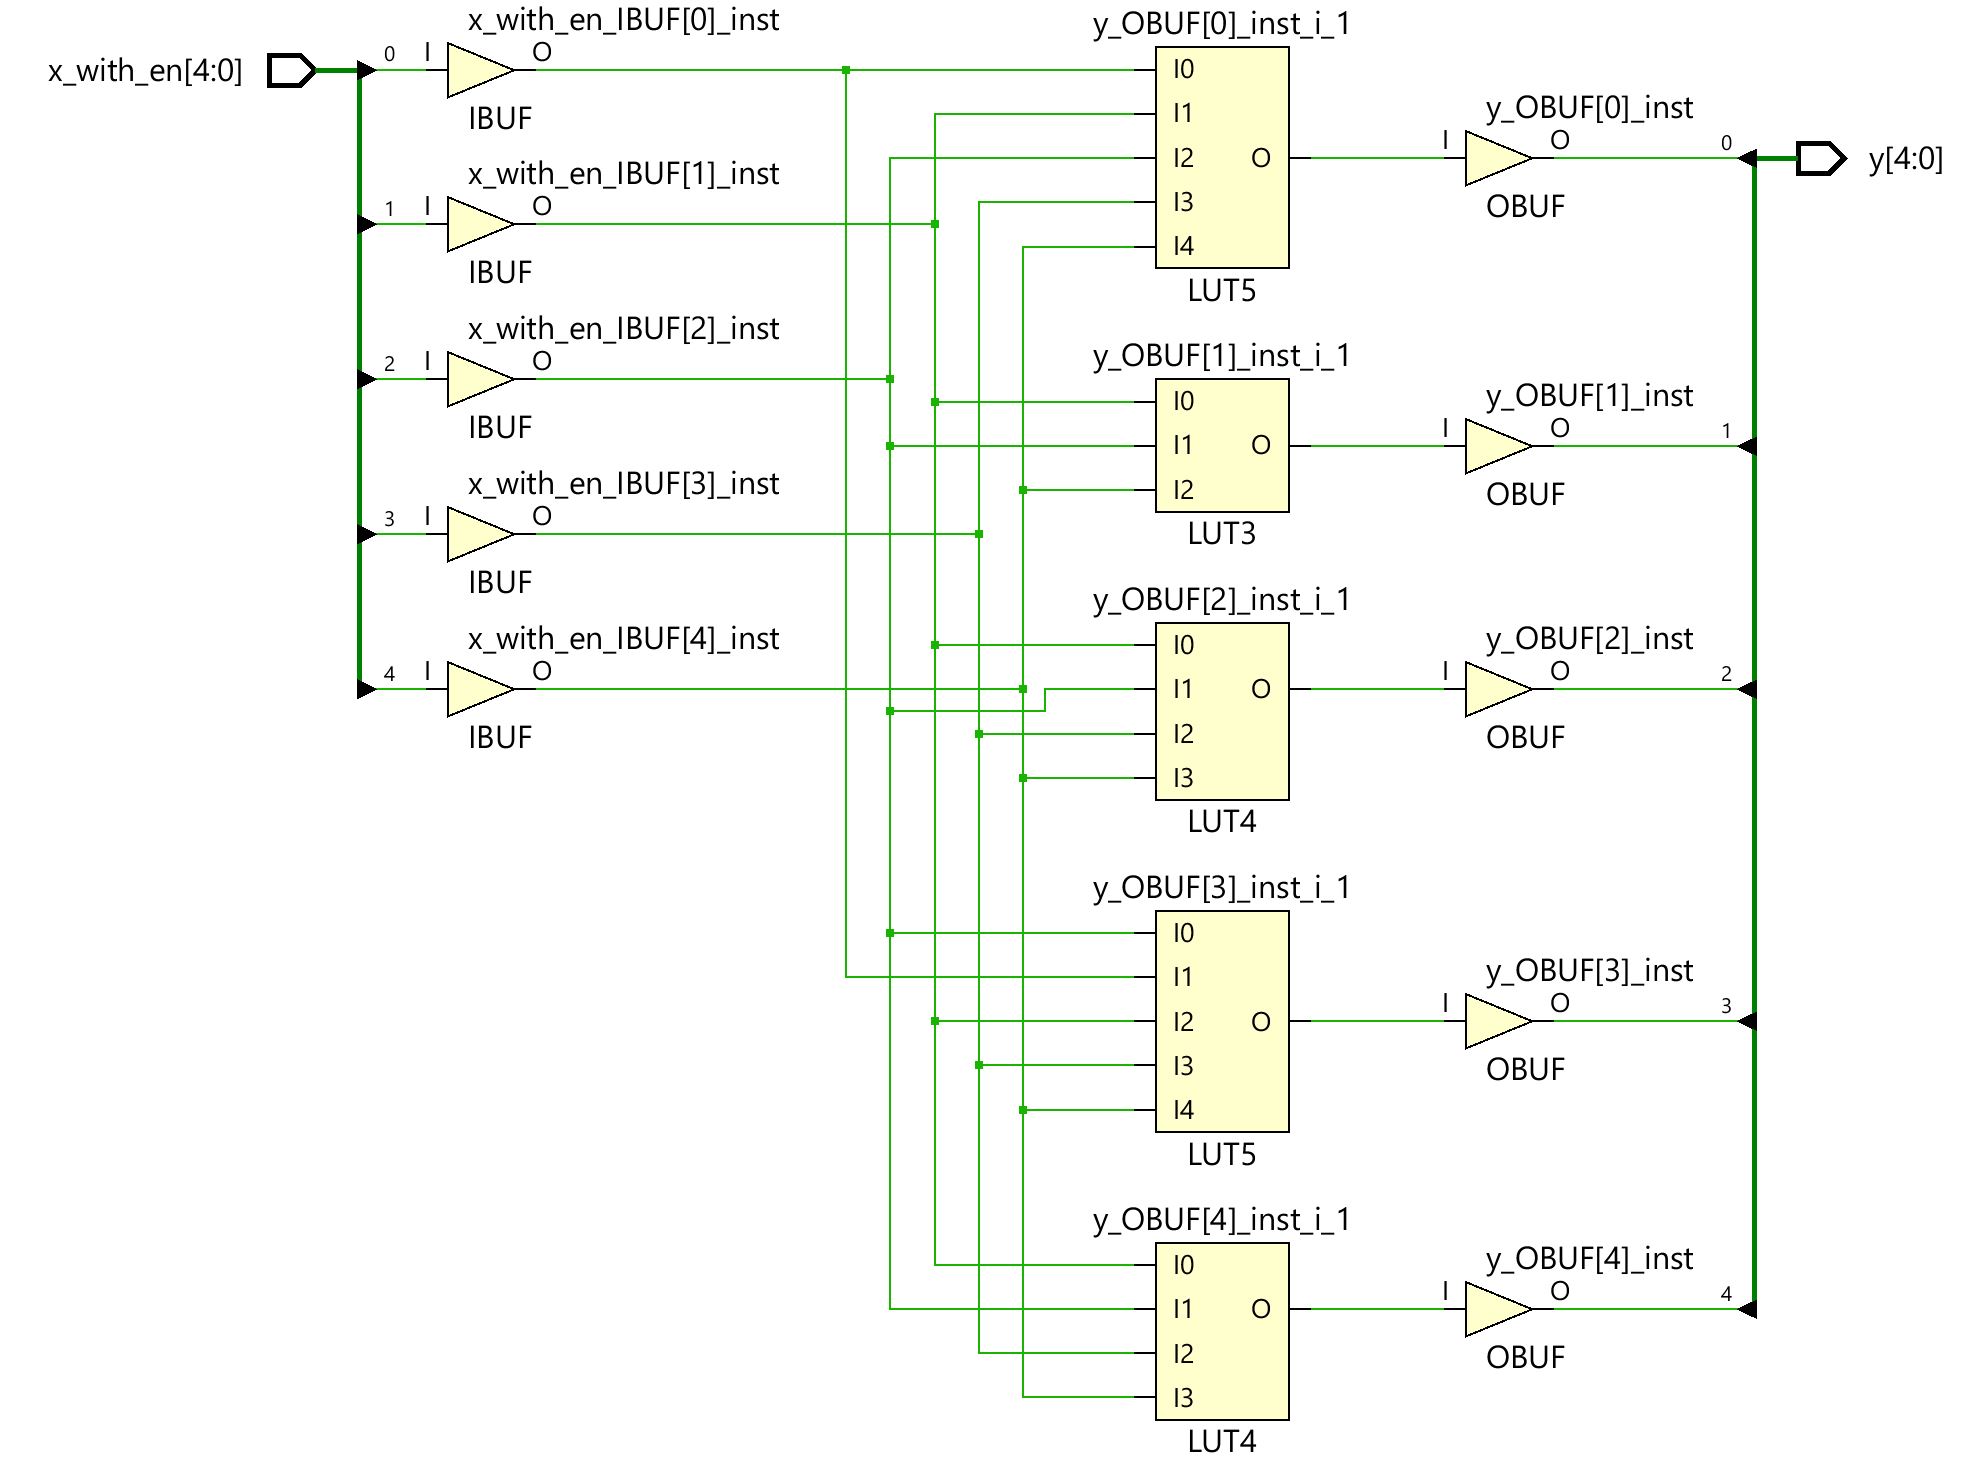 x_with_en[4:0]
0
I
x_with_en_IBUF[0]_inst
O
IBUF
1
I
x_with_en_IBUF[1]_inst
O
IBUF
2
I
x_with_en_IBUF[2]_inst
O
IBUF
3
I
x_with_en_IBUF[3]_inst
O
IBUF
4
I
x_with_en_IBUF[4]_inst
O
IBUF
y_OBUF[0]_inst_i_1
I0
I1
I2
I3
I4
O
LUT5
y_OBUF[1]_inst_i_1
I0
I1
I2
O
LUT3
y_OBUF[2]_inst_i_1
I0
I1
I2
I3
O
LUT4
y_OBUF[3]_inst_i_1
I0
I1
I2
I3
I4
O
LUT5
y_OBUF[4]_inst_i_1
I0
I1
I2
I3
O
LUT4
y_OBUF[0]_inst
I
O
OBUF
0
y_OBUF[1]_inst
I
O
OBUF
1
y_OBUF[2]_inst
I
O
OBUF
2
y_OBUF[3]_inst
I
O
OBUF
3
y_OBUF[4]_inst
I
O
OBUF
4
y[4:0]